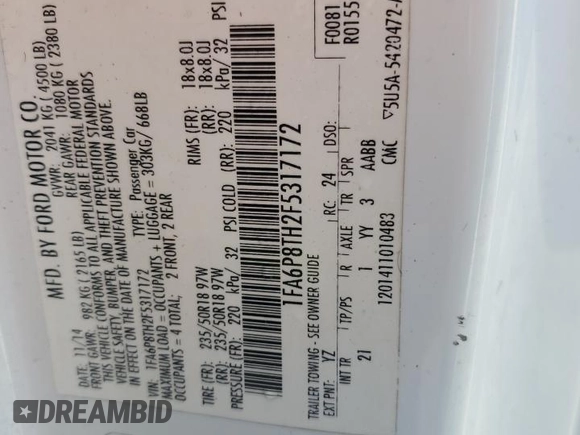 MFD. BY FORD MOTOR CO.
DATE: 11/14 GVWR: 2041 KG ( 4500 LB)
FRONT GAWR: 982 KG ( 2165 LB) REAR GAWR: 1080 KG ( 2380 LB)
THIS VEHICLE CONFORMS TO ALL APPLICABLE FEDERAL MOTOR
VEHICLE SAFETY, BUMPER, AND THEFT PREVENTION STANDARDS
IN EFFECT ON THE DATE OF MANUFACTURE SHOWN ABOVE.
VIN: 1FA6P8TH2F5317172 TYPE: Passenger Car
MAXIMUM LOAD = OCCUPANTS + LUGGAGE = 303KG/ 668LB
OCCUPANTS = 4 TOTAL; 2 FRONT, 2 REAR
TIRE (FR): 235/50R18 97W RIMS (FR): 18x8.0J
(RR): 235/50R18 97W (RR): 18x8.0J
PRESSURE (FR): 220 kPa/ 32 PSI COLD (RR): 220 kPa/ 32 PSI
1FA6P8TH2F5317172
F0081
R0155
TRAILER TOWING - SEE OWNER GUIDE
EXT PNT: YZ RC: 24 DSO:
INT TR TP/PS R AXLE TR SPR
21 1 YY 3 AABB
1201411010483 CMC
▽5U5A-5420472-
DREAMBID